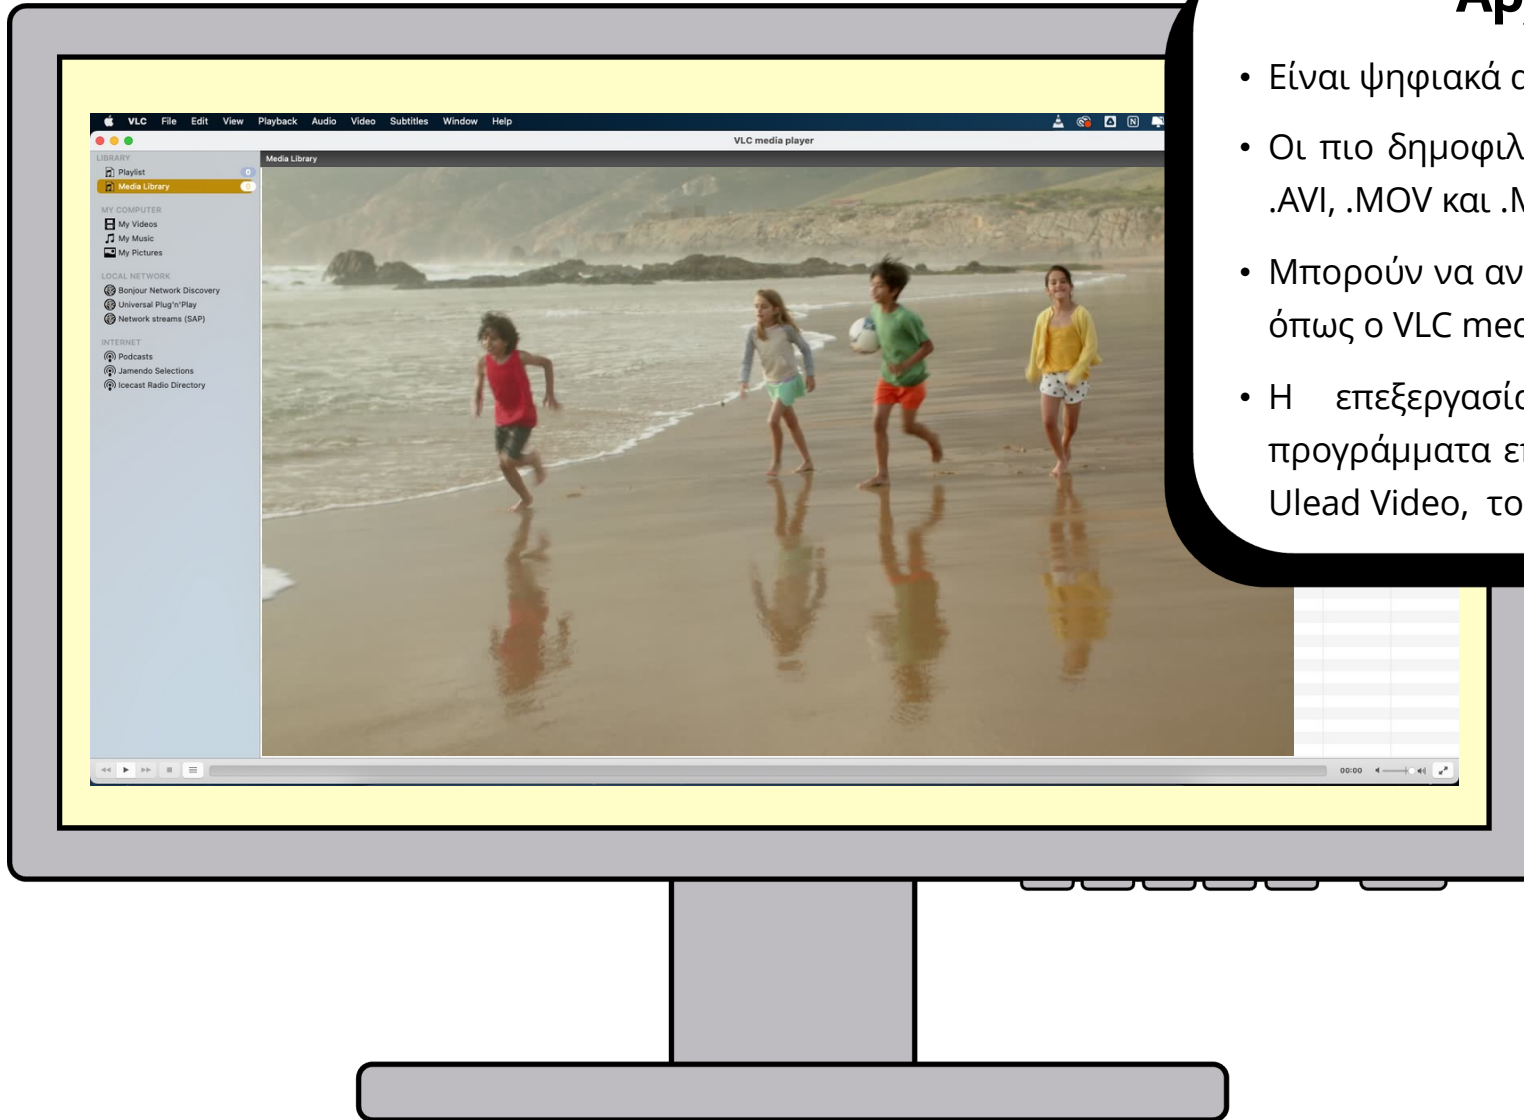 • Είναι ψηφιακά
• Οι πιο
.AVI, .MOV και
• Μπορούν να
όπως ο VLC
• Η
προγράμματα
Ulead Video, το
VLC File Edit View Playback Audio Video Subtitles Window Help
VLC media player
LIBRARY
Media Library
Playlist 0
Media Library
MY COMPUTER
My Videos
My Music
My Pictures
LOCAL NETWORK
Bonjour Network Discovery
Universal Plug'n'Play
Network streams (SAP)
INTERNET
Podcasts
Jamendo Selections
Icecast Radio Directory
00:00